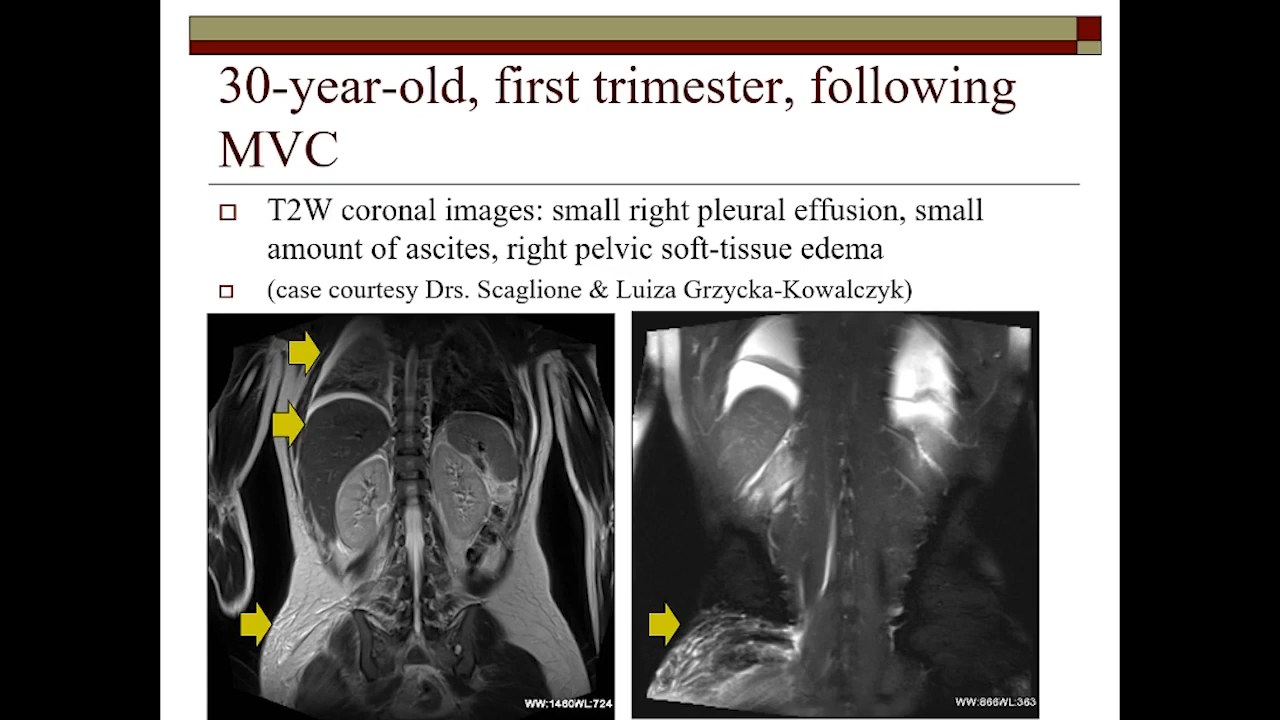 30-year-old, first trimester, following
MVC
T2W coronal images: small right pleural effusion, small
amount of ascites, right pelvic soft-tissue edema
(case courtesy Drs. Scaglione & Luiza Grzycka-Kowalczyk)
WW:1460WL:724
WW:866WL:363